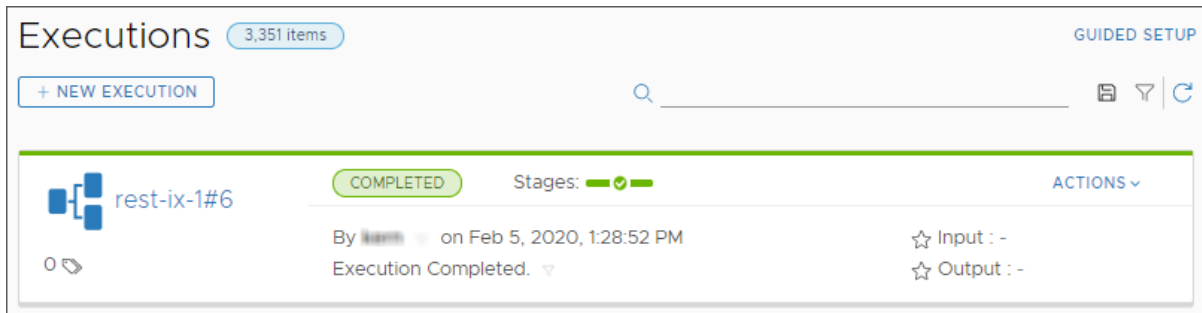 Executions 3,351 items
GUIDED SETUP
+ NEW EXECUTION
rest-ix-1#6
COMPLETED Stages:
ACTIONS
By on Feb 5, 2020, 1:28:52 PM
Input : -
0
Execution Completed.
Output : -